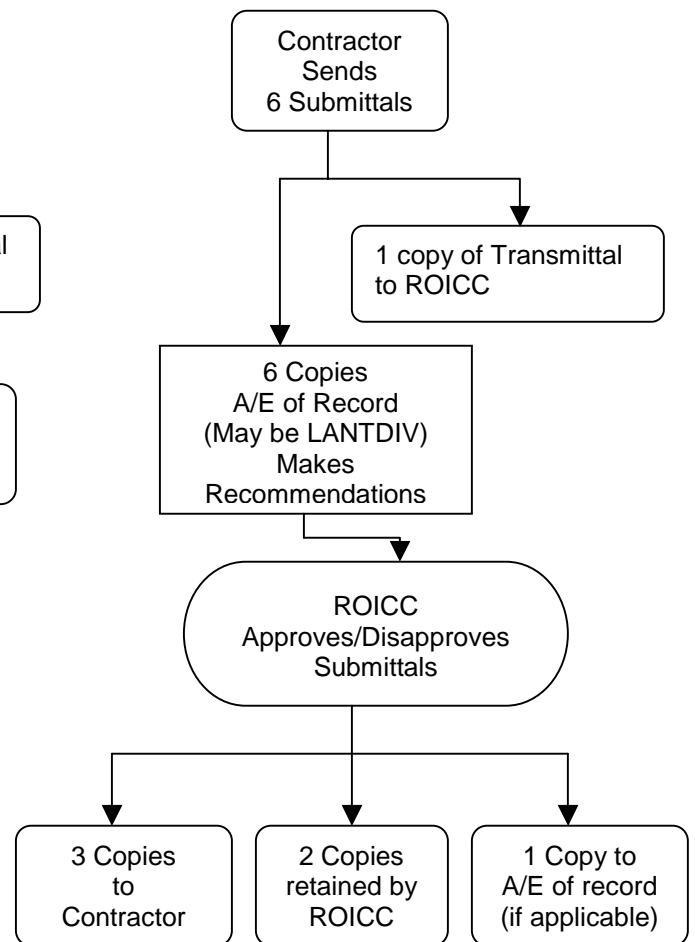 Contractor
Sends
6 Submittals
1 copy of Transmittal
to ROICC
6 Copies
A/E of Record
(May be LANTDIV)
Makes
Recommendations
ROICC
Approves/Disapproves
Submittals
3 Copies
to
Contractor
2 Copies
retained by
ROICC
1 Copy to
A/E of record
(if applicable)